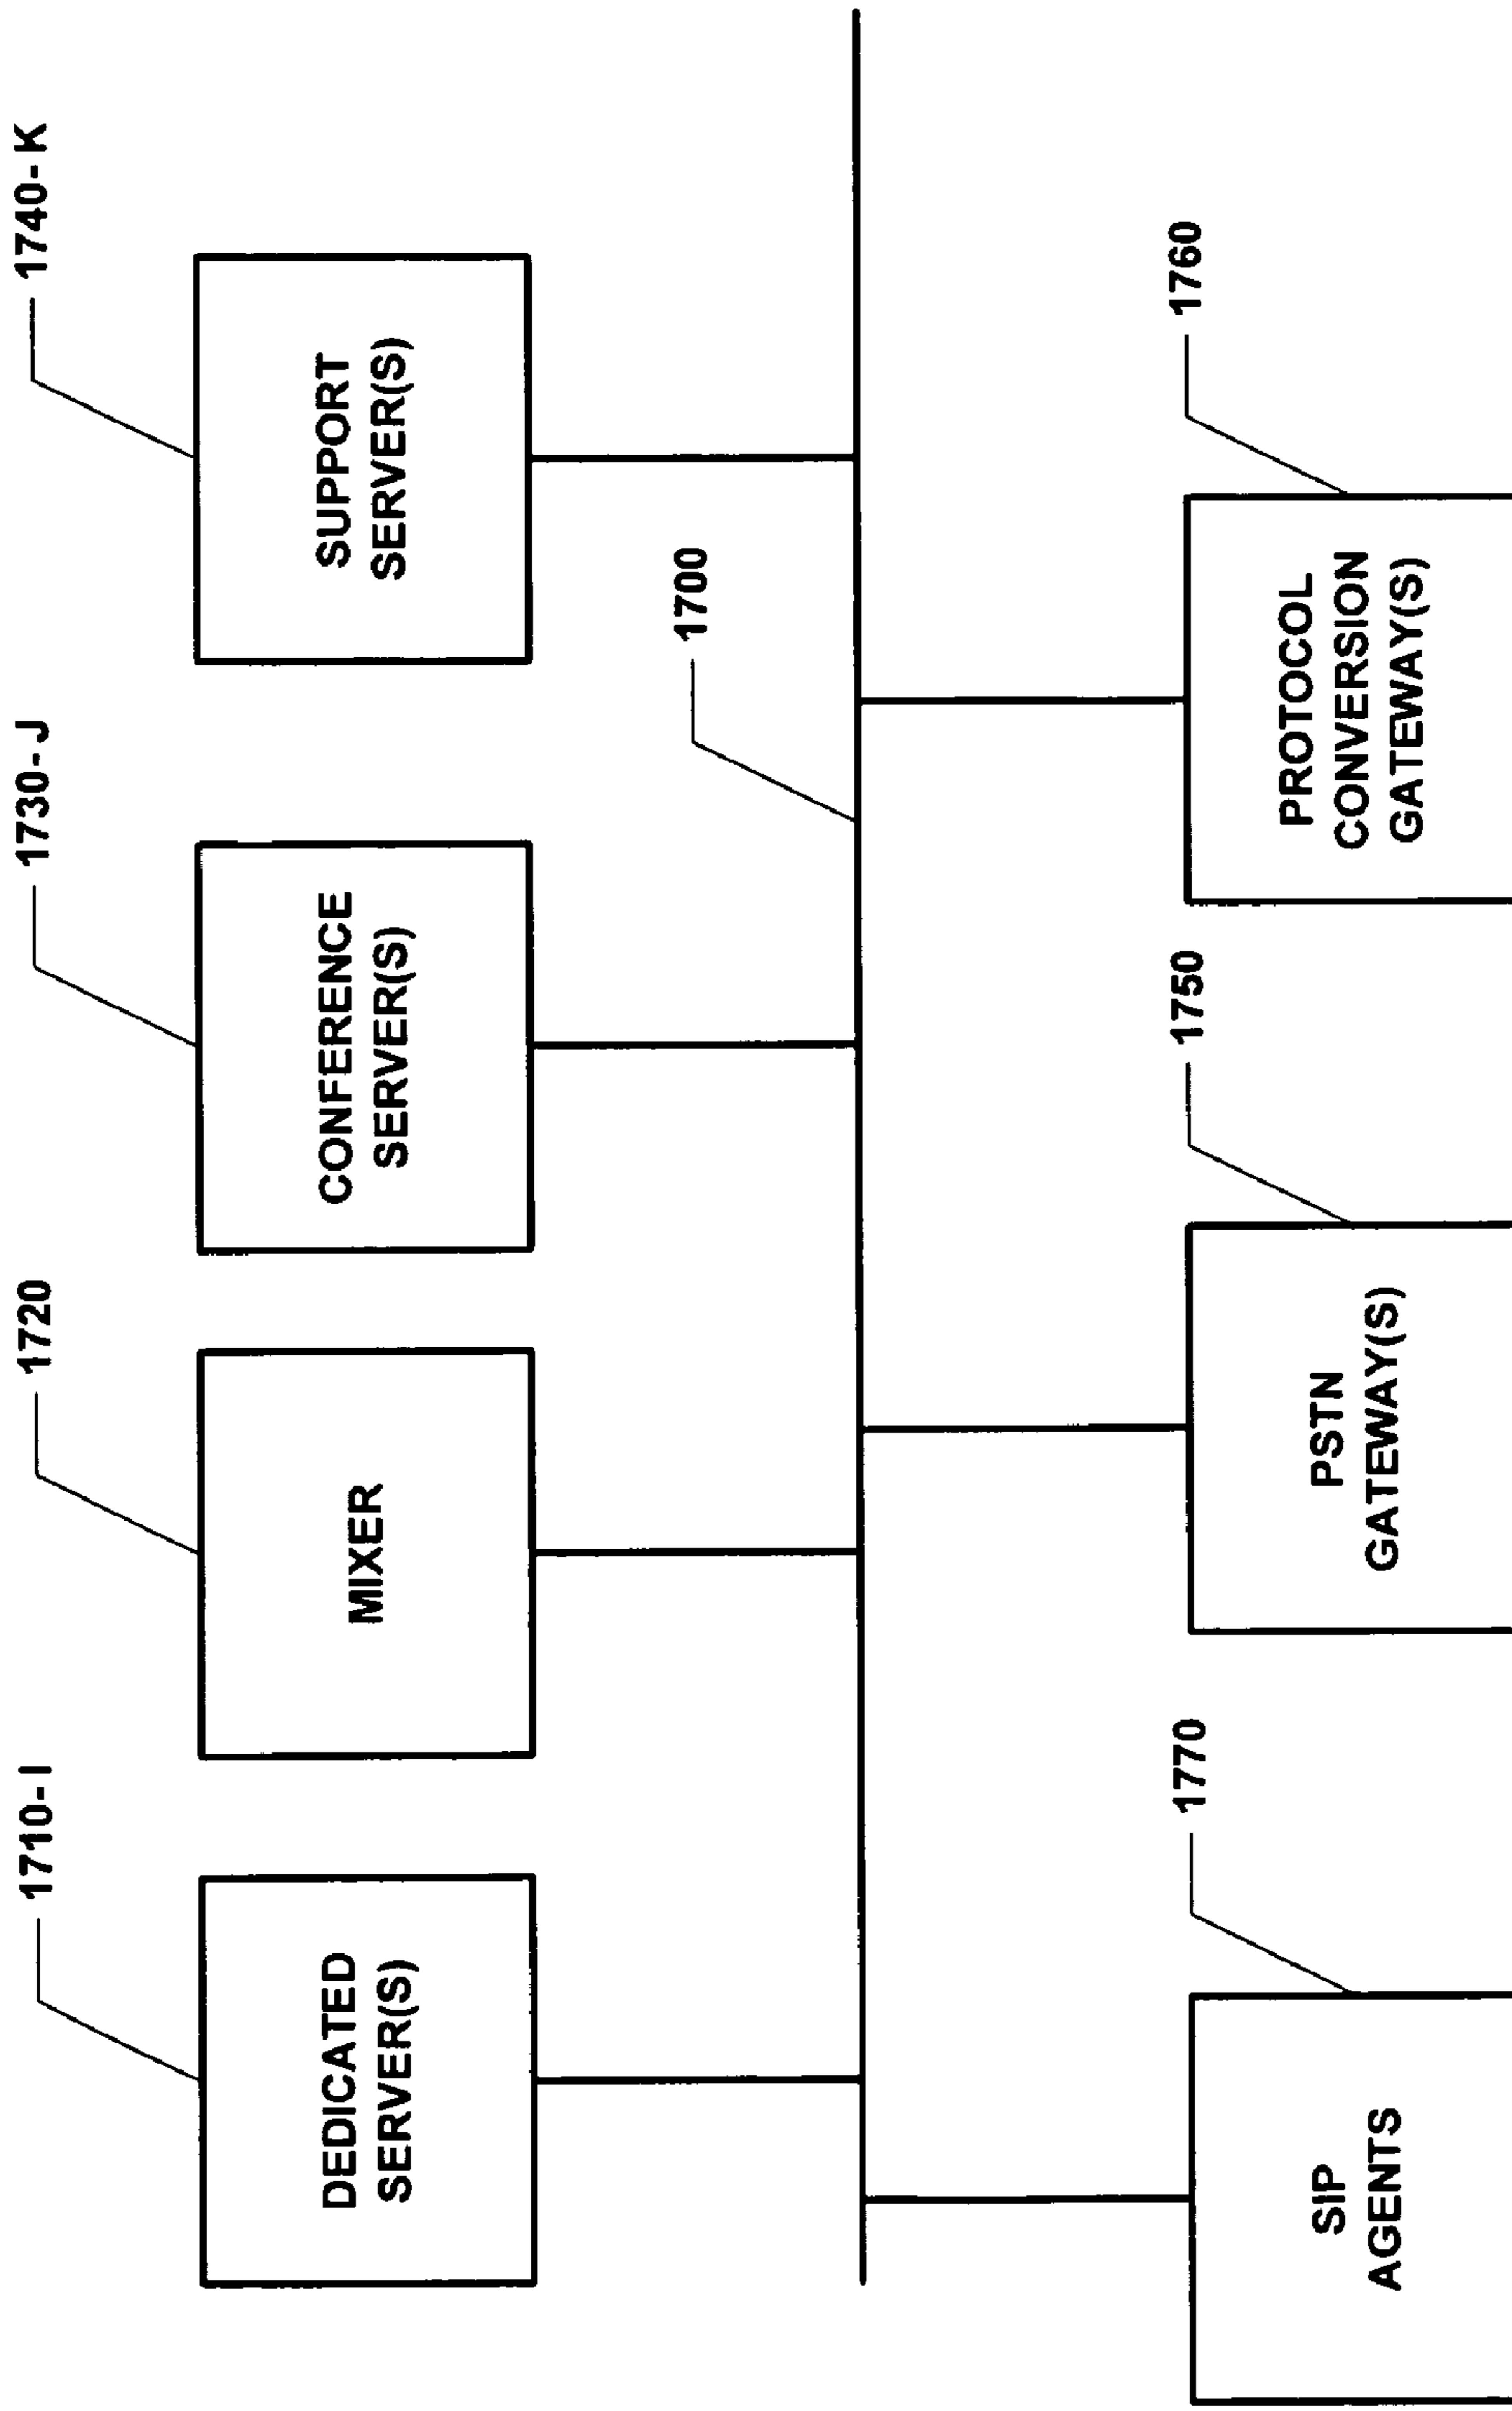 1710-I
1720
1730-J
1740-K
DEDICATED
SERVER(S)
MIXER
CONFERENCE
SERVER(S)
SUPPORT
SERVER(S)
1700
1770
1750
1760
SIP
AGENTS
PSTN
GATEWAY(S)
PROTOCOL
CONVERSION
GATEWAY(S)